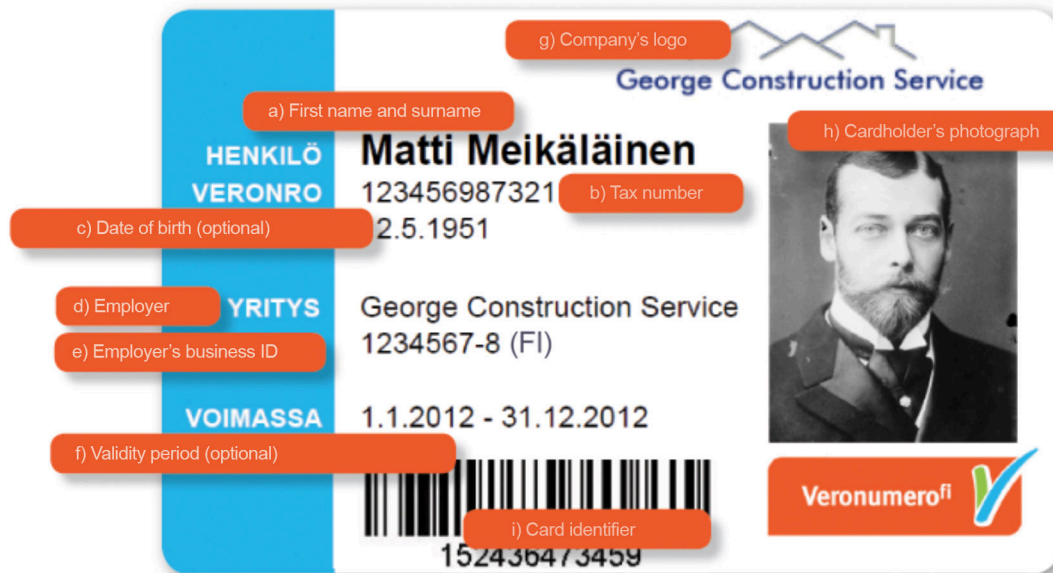 g) Company's logo
George Construction Service
a) First name and surname
h) Cardholder's photograph
HENKILÖ Matti Meikäläinen
VERONRO 123456987321 b) Tax number
c) Date of birth (optional) 2.5.1951
d) Employer YRITYS George Construction Service
e) Employer's business ID 1234567-8 (FI)
VOIMASSA 1.1.2012 - 31.12.2012
f) Validity period (optional)
Veronumerofi
i) Card identifier
152436473459